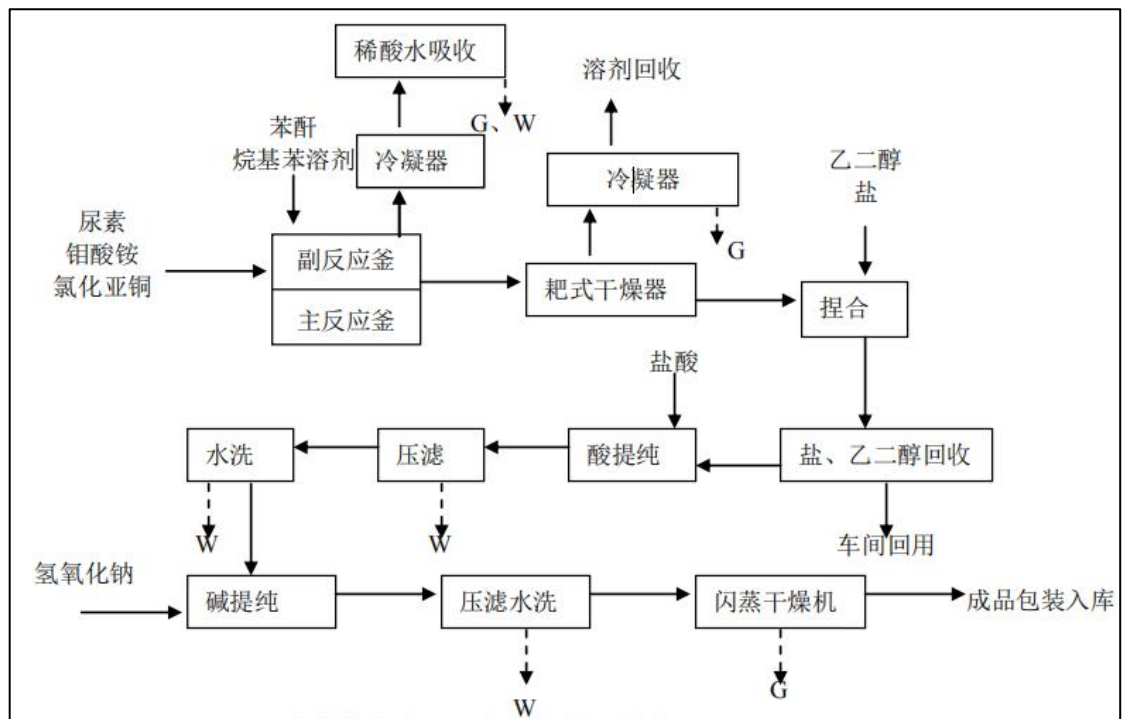 稀酸水吸收
溶剂回收
G、W
苯酐
烷基苯溶剂
冷凝器
冷凝器
乙二醇
盐
尿素
钼酸铵
氯化亚铜
副反应釜
主反应釜
G
耙式干燥器
捏合
盐酸
水洗
压滤
酸提纯
盐、乙二醇回收
W
W
车间回用
氢氧化钠
碱提纯
压滤水洗
闪蒸干燥机
成品包装入库
W
G